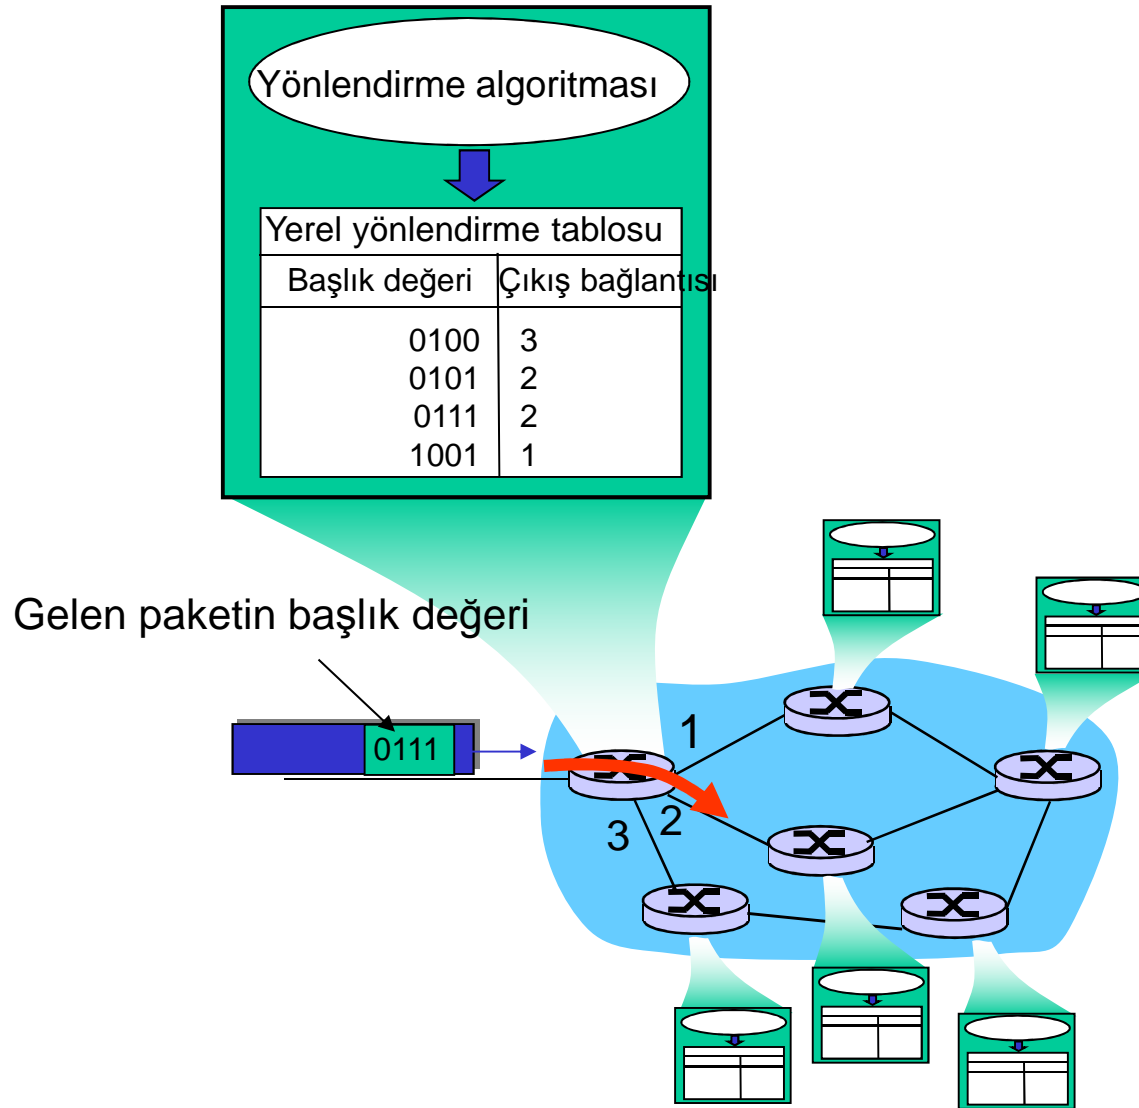 Yönlendirme algoritması
Yerel yönlendirme tablosu
Başlık değeri Çıkış bağlantısı
0100 3
0101 2
0111 2
1001 1
Gelen paketin başlık değeri
0111
1
2
3